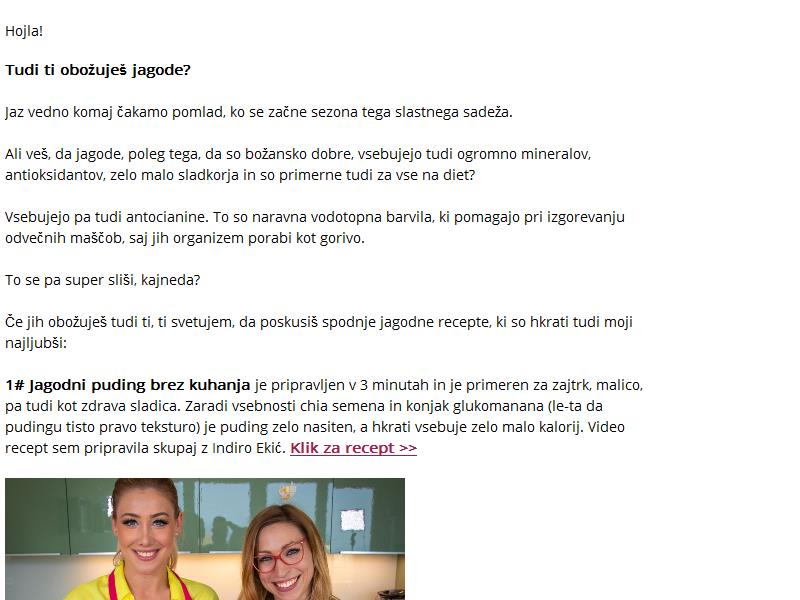 Hojla!
Tudi ti obožuješ jagode?
Jaz vedno komaj čakamo pomlad, ko se začne sezona tega slastnega sadeža.
Ali veš, da jagode, poleg tega, da so božansko dobre, vsebujejo tudi ogromno mineralov,
antioksidantov, zelo malo sladkorja in so primerne tudi za vse na diet?
Vsebujejo pa tudi antocianine. To so naravna vodotopna barvila, ki pomagajo pri izgorevanju
odvečnih maščob, saj jih organizem porabi kot gorivo.
To se pa super sliši, kajneda?
Če jih obožuješ tudi ti, ti svetujem, da poskusiš spodnje jagodne recepte, ki so hkrati tudi moji
najljubši:
1# Jagodni puding brez kuhanja je pripravljen v 3 minutah in je primeren za zajtrk, malico,
pa tudi kot zdrava sladica. Zaradi vsebnosti chia semena in konjak glukomanana (le-ta da
pudingu tisto pravo teksturo) je puding zelo nasiten, a hkrati vsebuje zelo malo kalorij. Video
recept sem pripravila skupaj z Indiro Ekić. Klik za recept >>